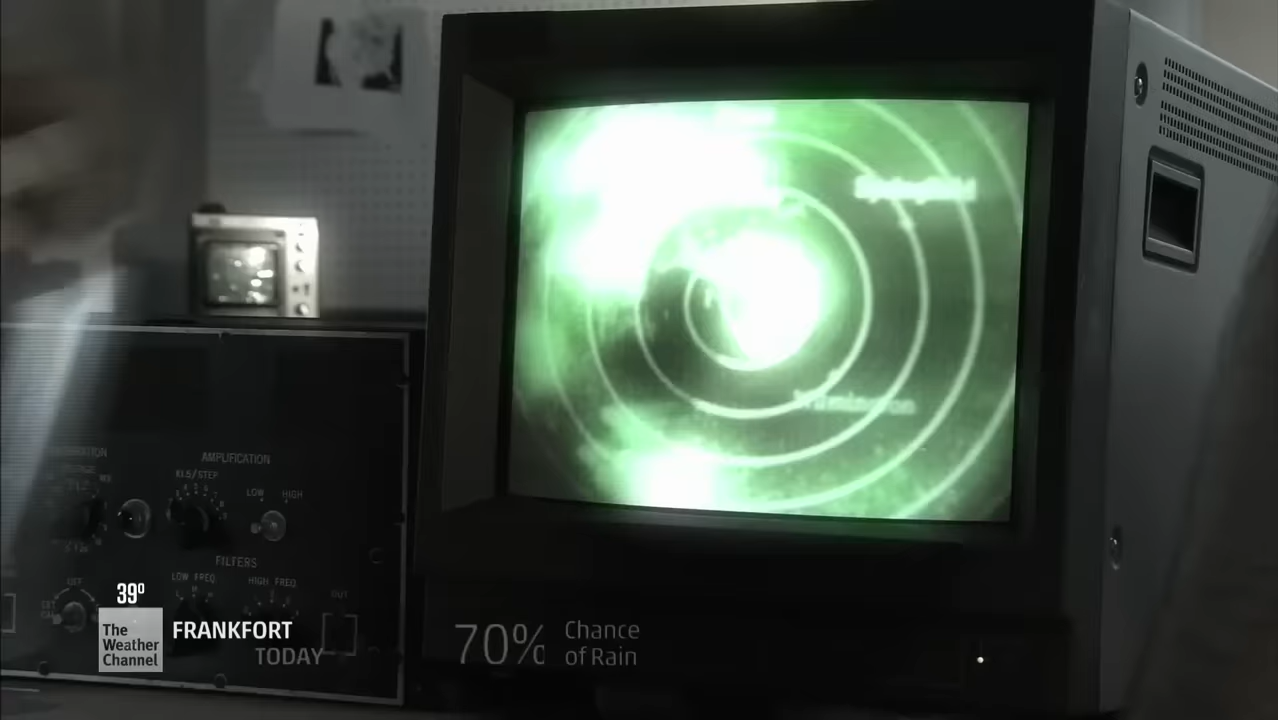 Springfield
Wilmington
AMPLIFICATION
LOW
HIGH
FILTERS
LOW FREQ.
HIGH FREQ.
OFF
OUT
39°
The
Weather
Channel
FRANKFORT
TODAY
70%
Chance
of Rain